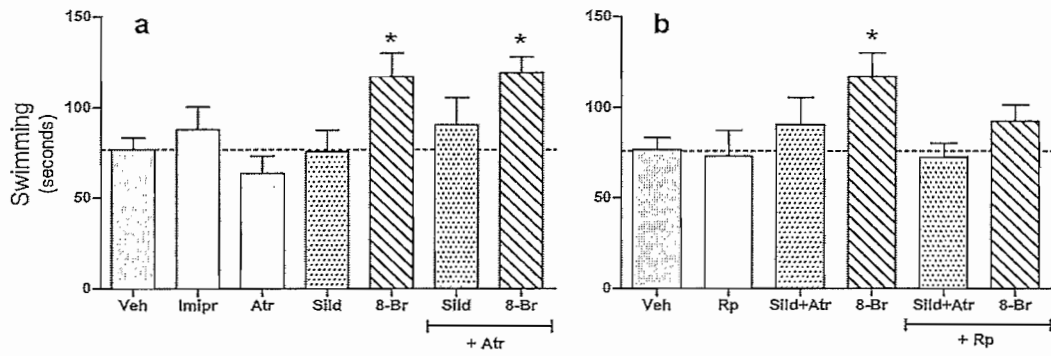 a
b
Swimming
(seconds)
150
100
50
0
*
*
Veh
Imipr
Atr
Sild
8-Br
Sild
8-Br
+ Atr
150
100
50
0
*
Veh
Rp
Sild+Atr
8-Br
Sild+Atr
8-Br
+ Rp